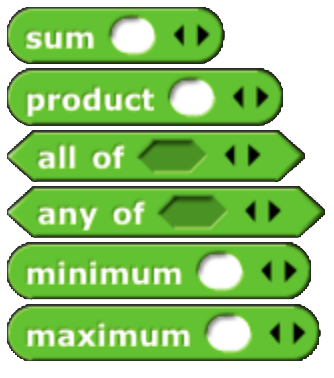 sum
product
all of
any of
minimum
maximum